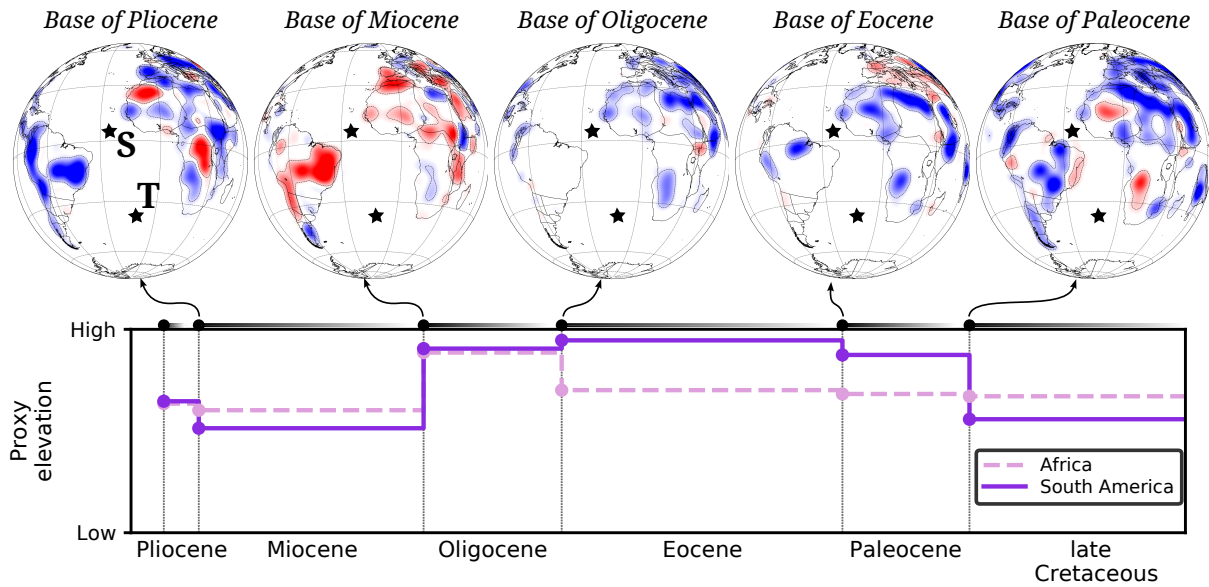 Base of Pliocene
Base of Miocene
Base of Oligocene
Base of Eocene
Base of Paleocene
S
T
High
Proxy
elevation
Low
Africa
South America
Pliocene
Miocene
Oligocene
Eocene
Paleocene
late
Cretaceous